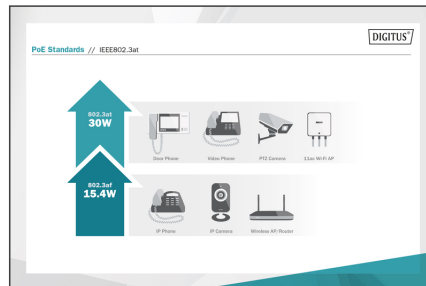 DIGITUS®
PoE Standards // IEEE802.3at
802.3at
30W
Door Phone
Video Phone
PTZ Camera
11ac Wi-Fi AP
802.3af
15.4W
IP Phone
IP Camera
Wireless AP/Router